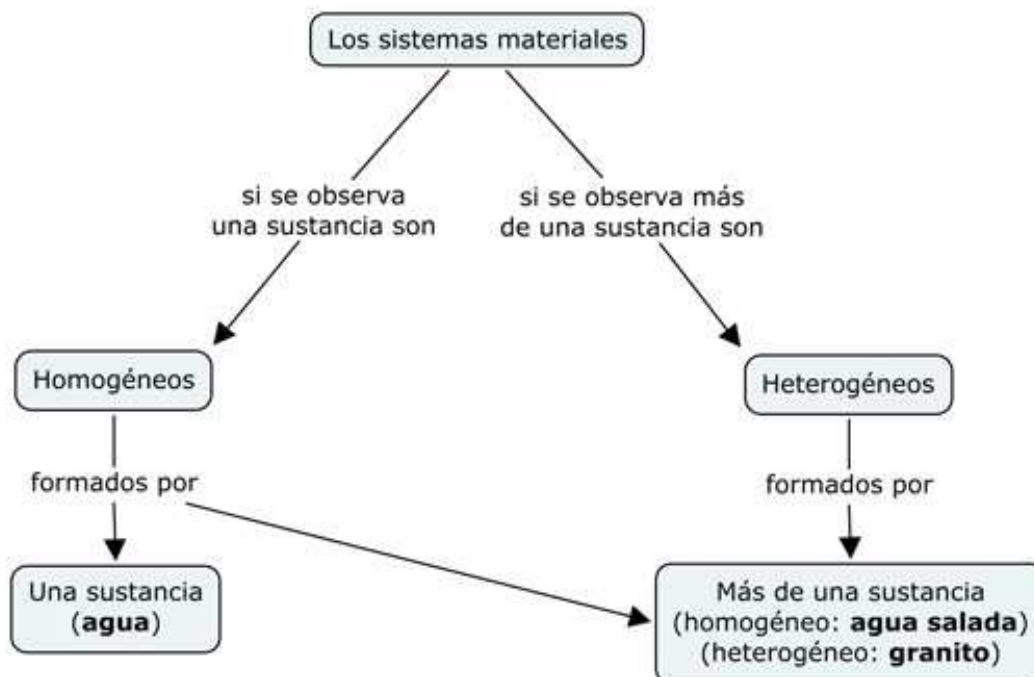 Los sistemas materiales
si se observa
una sustancia son
si se observa más
de una sustancia son
Homogéneos
Heterogéneos
formados por
formados por
Una sustancia
(agua)
Más de una sustancia
(homogéneo: agua salada)
(heterogéneo: granito)